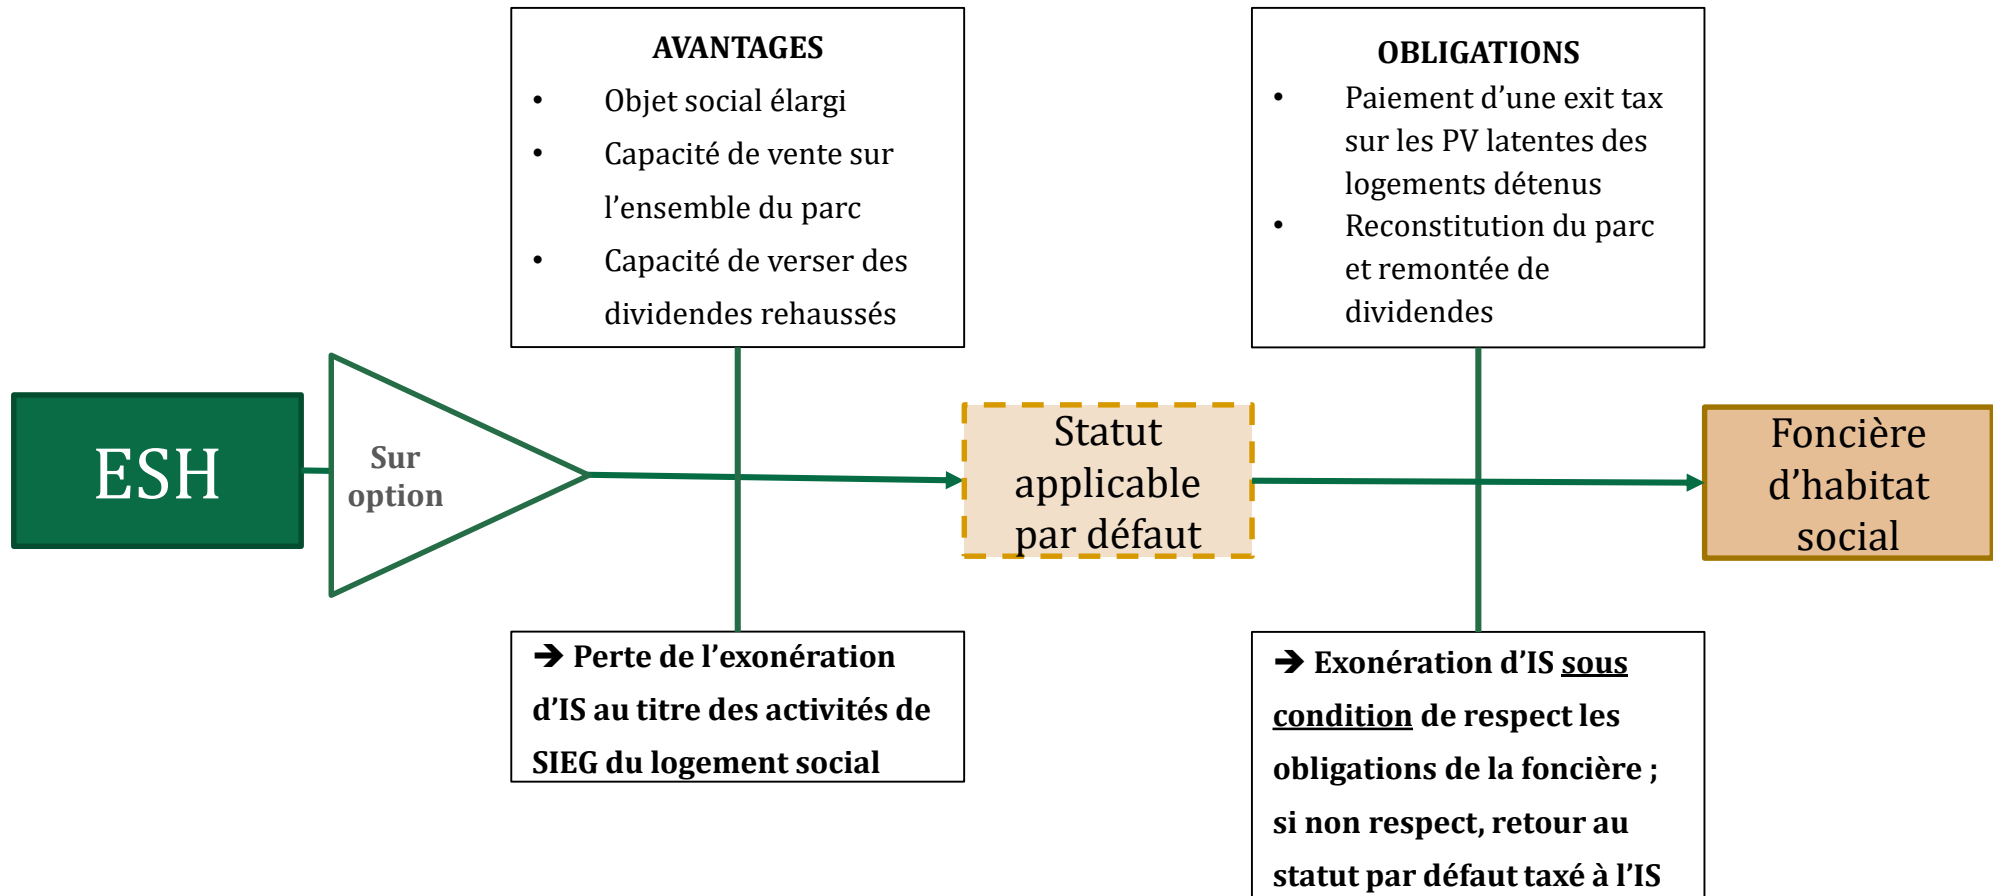 AVANTAGES
• Objet social élargi
• Capacité de vente sur
l’ensemble du parc
• Capacité de verser des
dividendes rehaussés
OBLIGATIONS
• Paiement d’une exit tax
sur les PV latentes des
logements détenus
• Reconstitution du parc
et remontée de
dividendes
ESH
Sur
option
Statut
applicable
par défaut
Foncière
d’habitat
social
➔ Perte de l’exonération
d’IS au titre des activités de
SIEG du logement social
➔ Exonération d’IS sous
condition de respect les
obligations de la foncière ;
si non respect, retour au
statut par défaut taxé à l’IS